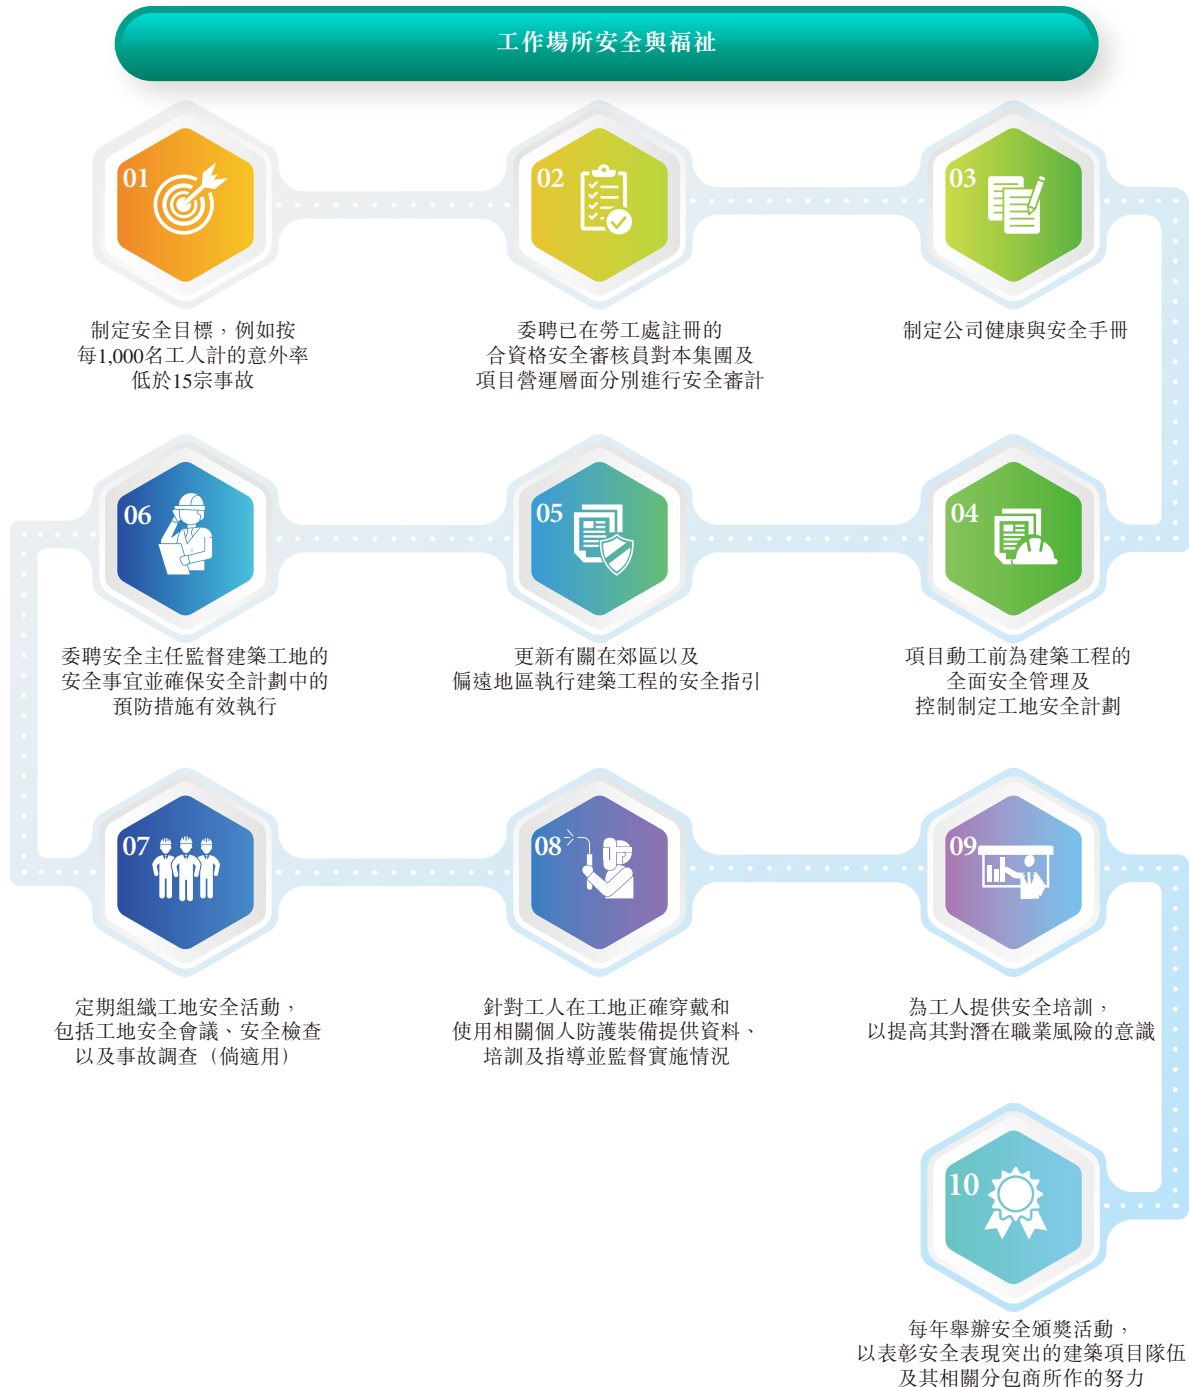 工作場所安全與福祉
01
制定安全目標，例如按
每1,000名工人計的意外率
低於15宗事故
02
委聘已在勞工處註冊的
合資格安全審核員對本集團及
項目營運層面分別進行安全審計
03
制定公司健康與安全手冊
04
項目動工前為建築工程的
全面安全管理及
控制制定工地安全計劃
05
更新有關在郊區以及
偏遠地區執行建築工程的安全指引
06
委聘安全主任監督建築工地的
安全事宜並確保安全計劃中的
預防措施有效執行
07
定期組織工地安全活動，
包括工地安全會議、安全檢查
以及事故調查（倘適用）
08
針對工人在工地正確穿戴和
使用相關個人防護裝備提供資料、
培訓及指導並監督實施情況
09
為工人提供安全培訓，
以提高其對潛在職業風險的意識
10
每年舉辦安全頒獎活動，
以表彰安全表現突出的建築項目隊伍
及其相關分包商所作的努力